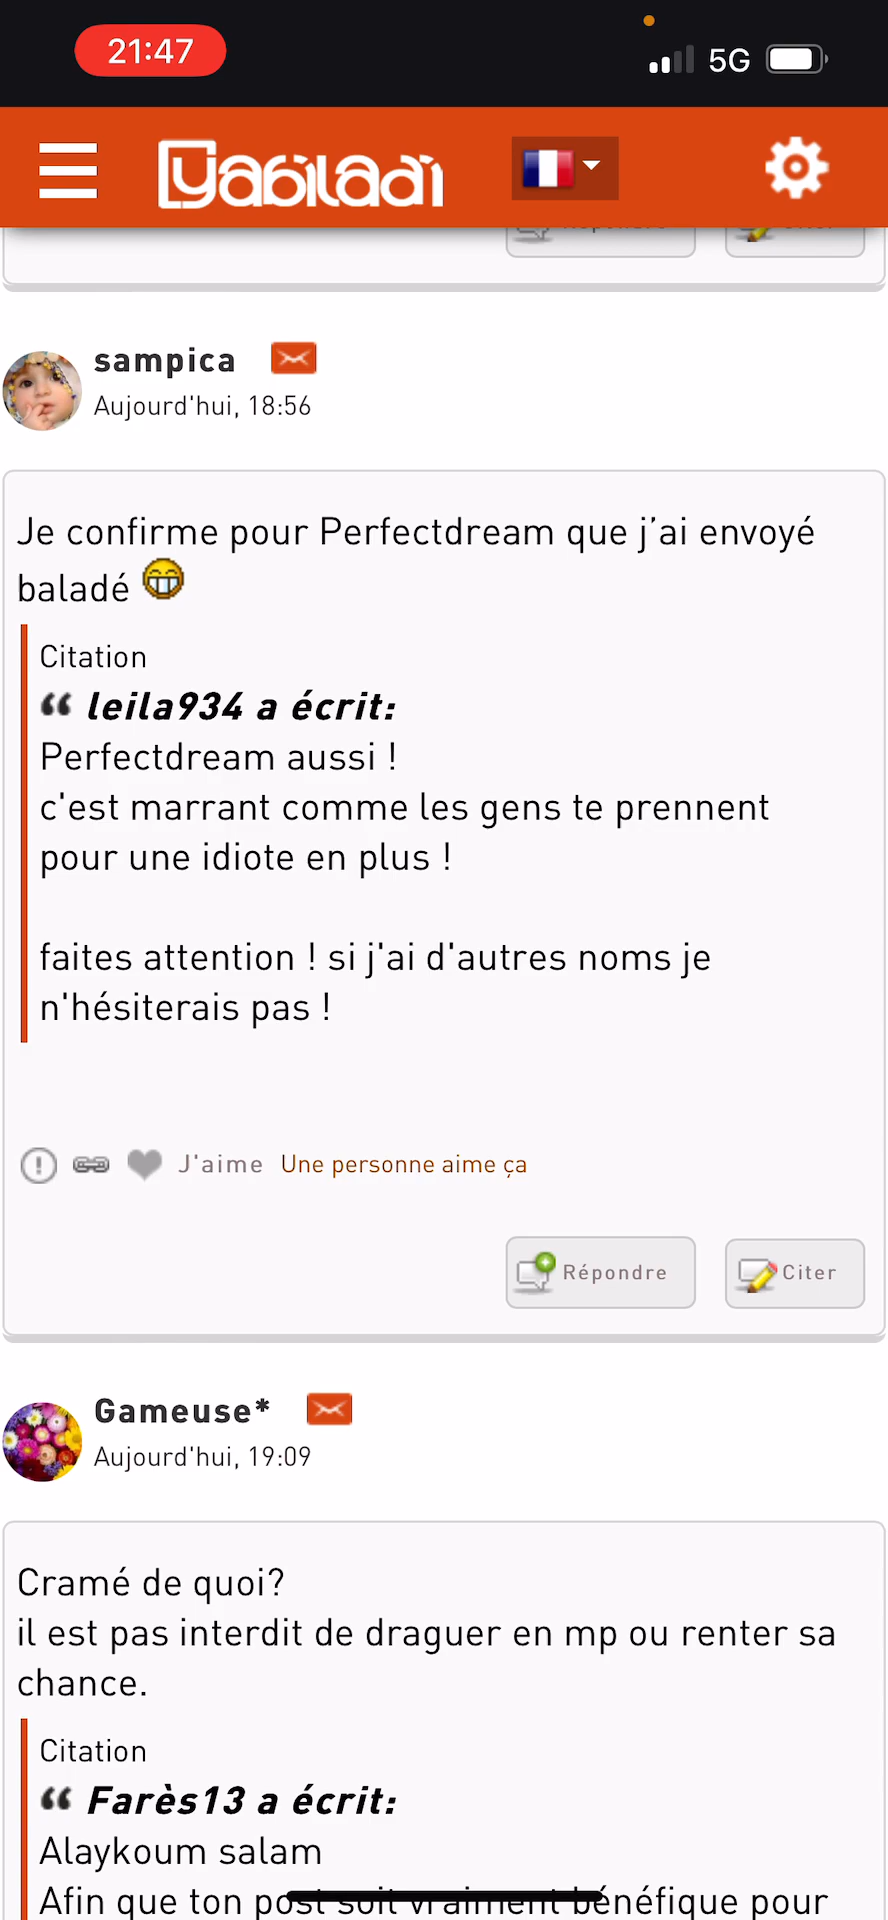 21:47
5G
Yabiladi
sampica
Aujourd'hui, 18:56
Je confirme pour Perfectdream que j'ai envoyé
baladé
Citation
leila934 a écrit:
Perfectdream aussi !
c'est marrant comme les gens te prennent
pour une idiote en plus !
faites attention ! si j'ai d'autres noms je
n'hésiterais pas !
J'aime Une personne aime ça
Répondre Citer
Gameuse*
Aujourd'hui, 19:09
Cramé de quoi?
il est pas interdit de draguer en mp ou renter sa
chance.
Citation
Farès13 a écrit:
Alaykoum salam
Afin que ton post soit vraiment bénéfique pour